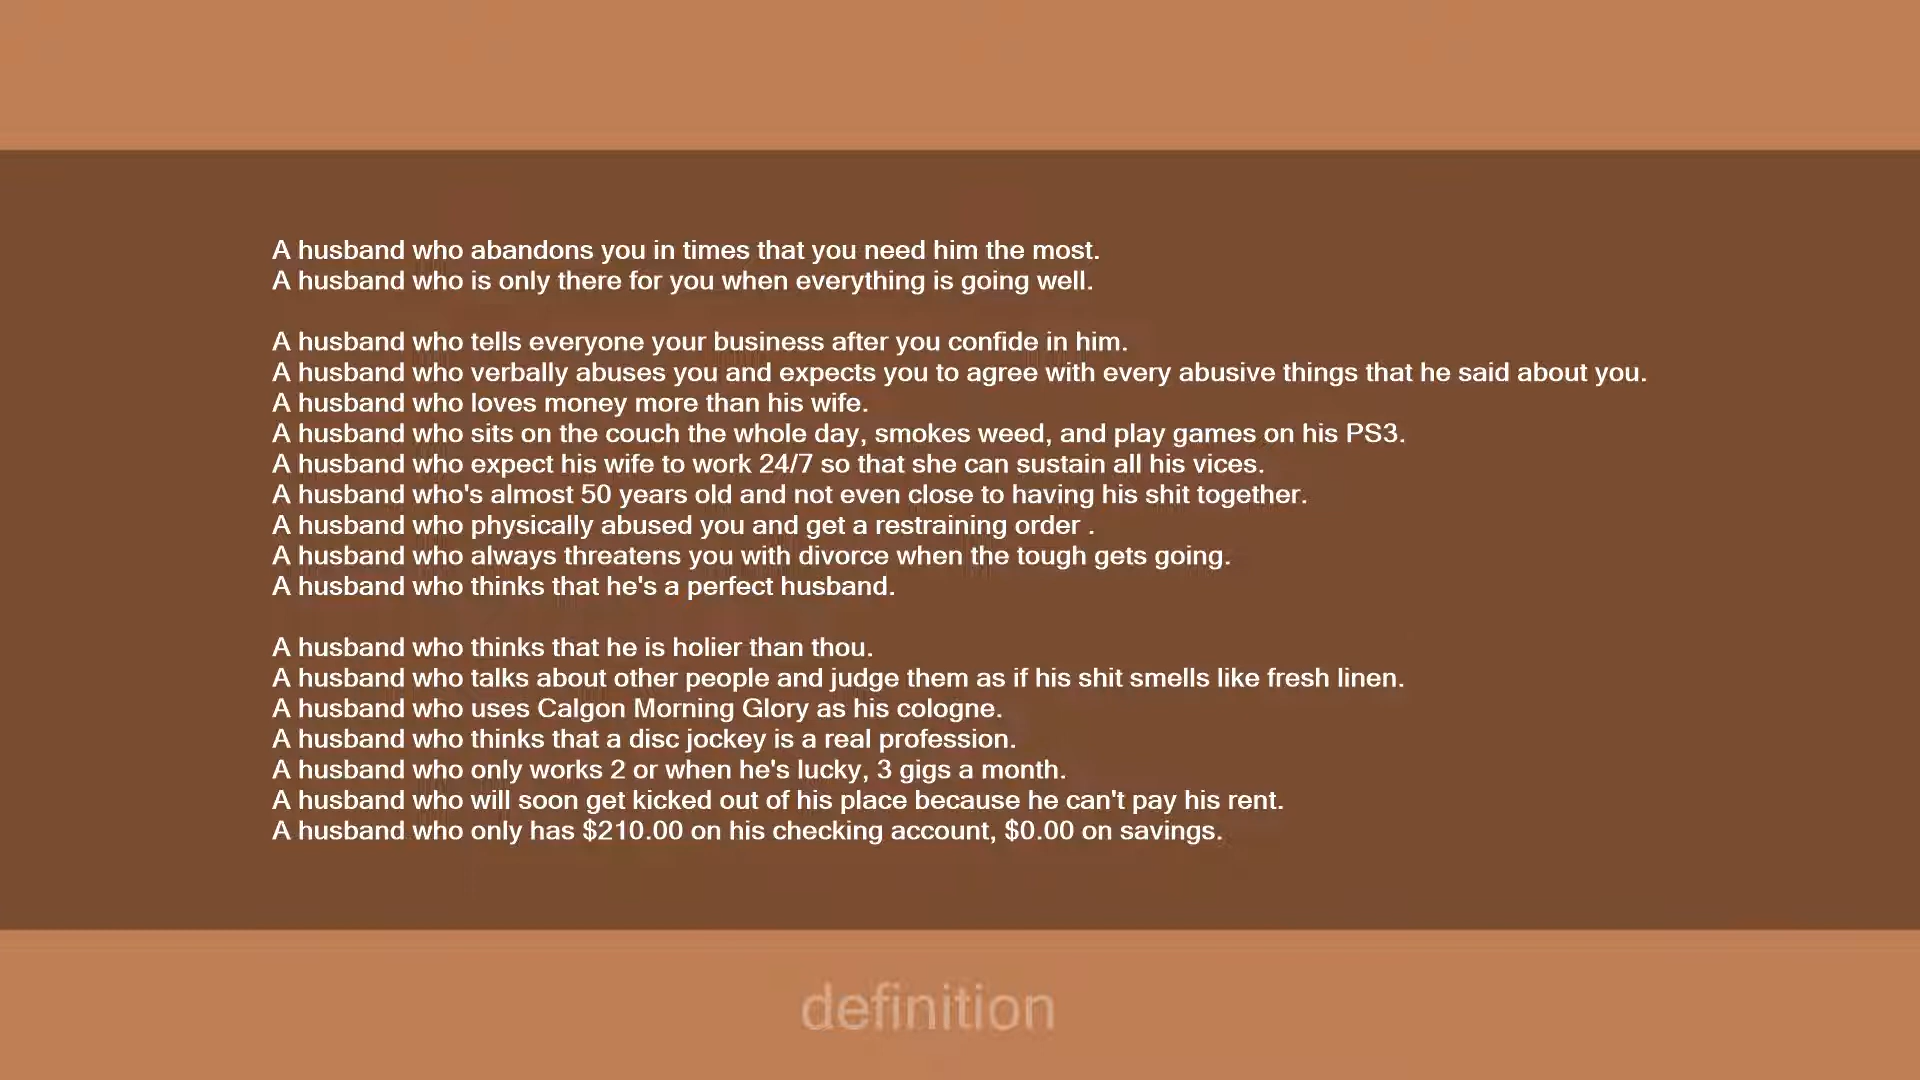 A husband who abandons you in times that you need him the most.
A husband who is only there for you when everything is going well.
A husband who tells everyone your business after you confide in him.
A husband who verbally abuses you and expects you to agree with every abusive things that he said about you.
A husband who loves money more than his wife.
A husband who sits on the couch the whole day, smokes weed, and play games on his PS3.
A husband who expect his wife to work 24/7 so that she can sustain all his vices.
A husband who's almost 50 years old and not even close to having his shit together.
A husband who physically abused you and get a restraining order .
A husband who always threatens you with divorce when the tough gets going.
A husband who thinks that he's a perfect husband.
A husband who thinks that he is holier than thou.
A husband who talks about other people and judge them as if his shit smells like fresh linen.
A husband who uses Calgon Morning Glory as his cologne.
A husband who thinks that a disc jockey is a real profession.
A husband who only works 2 or when he's lucky, 3 gigs a month.
A husband who will soon get kicked out of his place because he can't pay his rent.
A husband who only has $210.00 on his checking account, $0.00 on savings.
definition